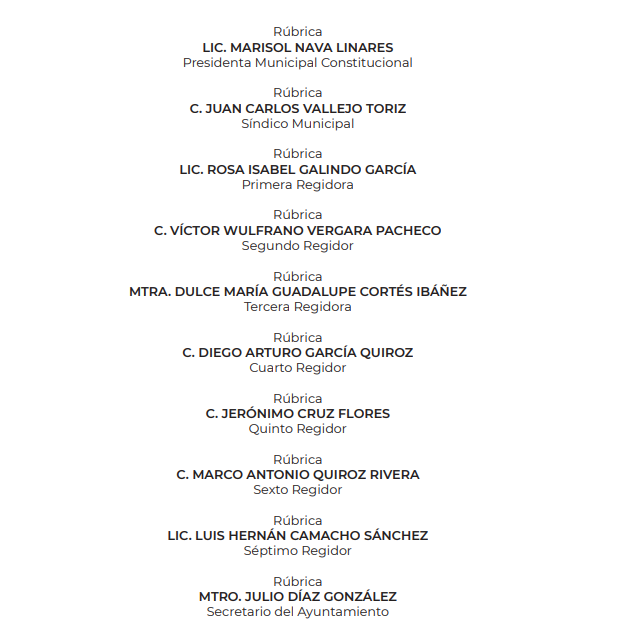 Rúbrica
LIC. MARISOL NAVA LINARES
Presidenta Municipal Constitucional
Rúbrica
C. JUAN CARLOS VALLEJO TORIZ
Síndico Municipal
Rúbrica
LIC. ROSA ISABEL GALINDO GARCÍA
Primera Regidora
Rúbrica
C. VÍCTOR WULFRANO VERGARA PACHECO
Segundo Regidor
Rúbrica
MTRA. DULCE MARÍA GUADALUPE CORTÉS IBÁÑEZ
Tercera Regidora
Rúbrica
C. DIEGO ARTURO GARCÍA QUIROZ
Cuarto Regidor
Rúbrica
C. JERÓNIMO CRUZ FLORES
Quinto Regidor
Rúbrica
C. MARCO ANTONIO QUIROZ RIVERA
Sexto Regidor
Rúbrica
LIC. LUIS HERNÁN CAMACHO SÁNCHEZ
Séptimo Regidor
Rúbrica
MTRO. JULIO DÍAZ GONZÁLEZ
Secretario del Ayuntamiento